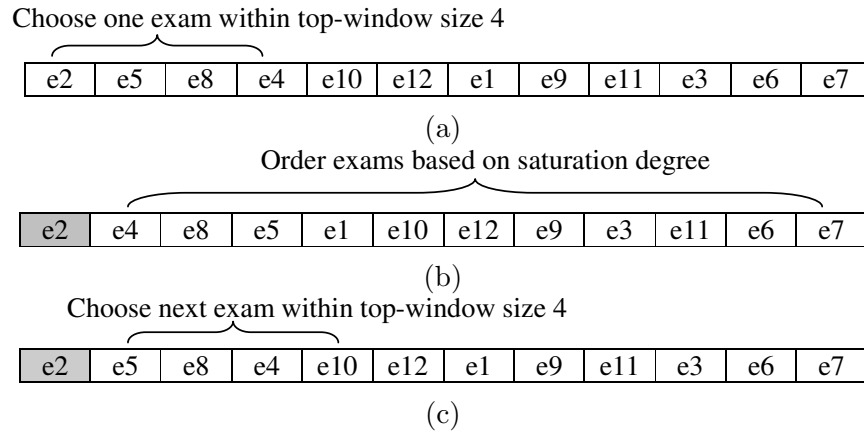 Choose one exam within top-window size 4
e2 e5 e8 e4 e10 e12 e1 e9 e11 e3 e6 e7
(a)
Order exams based on saturation degree
e2 e4 e8 e5 e1 e10 e12 e9 e3 e11 e6 e7
(b)
Choose next exam within top-window size 4
e2 e5 e8 e4 e10 e12 e1 e9 e11 e3 e6 e7
(c)